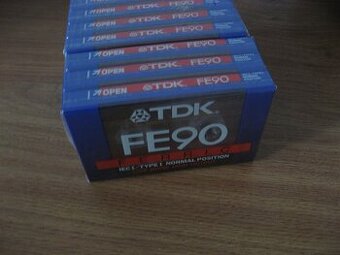 TDK FE90
OPEN TDK FE90
OPEN TDK FE90
OPEN TDK FE90
OPEN TDK FE90
TDK
FE90
FERRIC
IEC I · TYPE I NORMAL POSITION